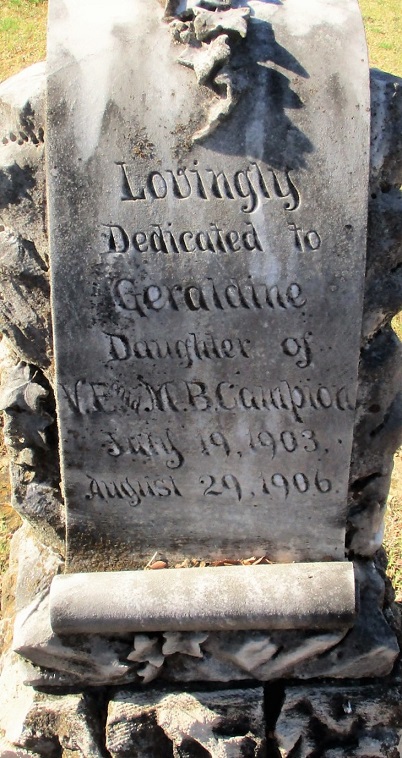 Lovingly
Dedicated to
Geraldine
Daughter of
V.F. and M.B. Campion
July 19, 1903.
August 29, 1906.